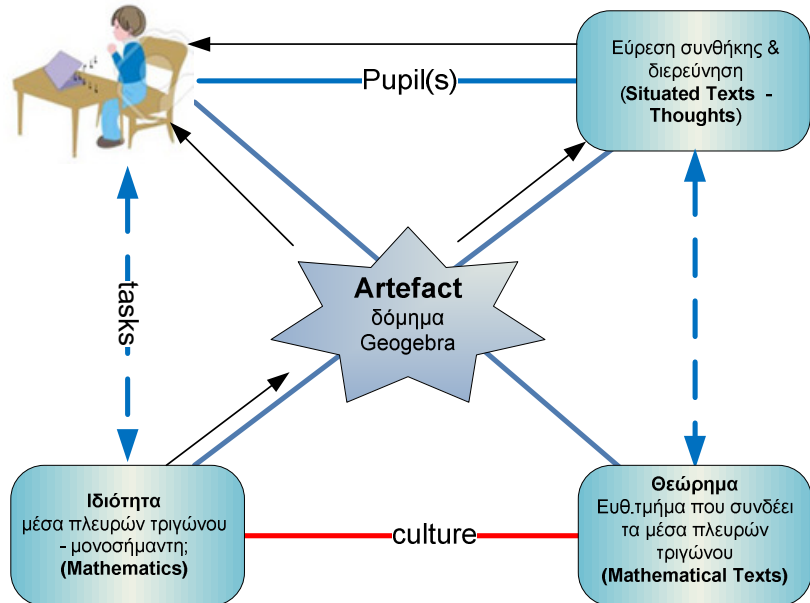 Pupil(s)
Εύρεση συνθήκης &
διερεύνηση
(Situated Texts -
Thoughts)
tasks
Artefact
δόμημα
Geogebra
Ιδιότητα
μέσα πλευρών τριγώνου
- μονοσήμαντη;
(Mathematics)
culture
Θεώρημα
Ευθ.τμήμα που συνδέει
τα μέσα πλευρών
τριγώνου
(Mathematical Texts)